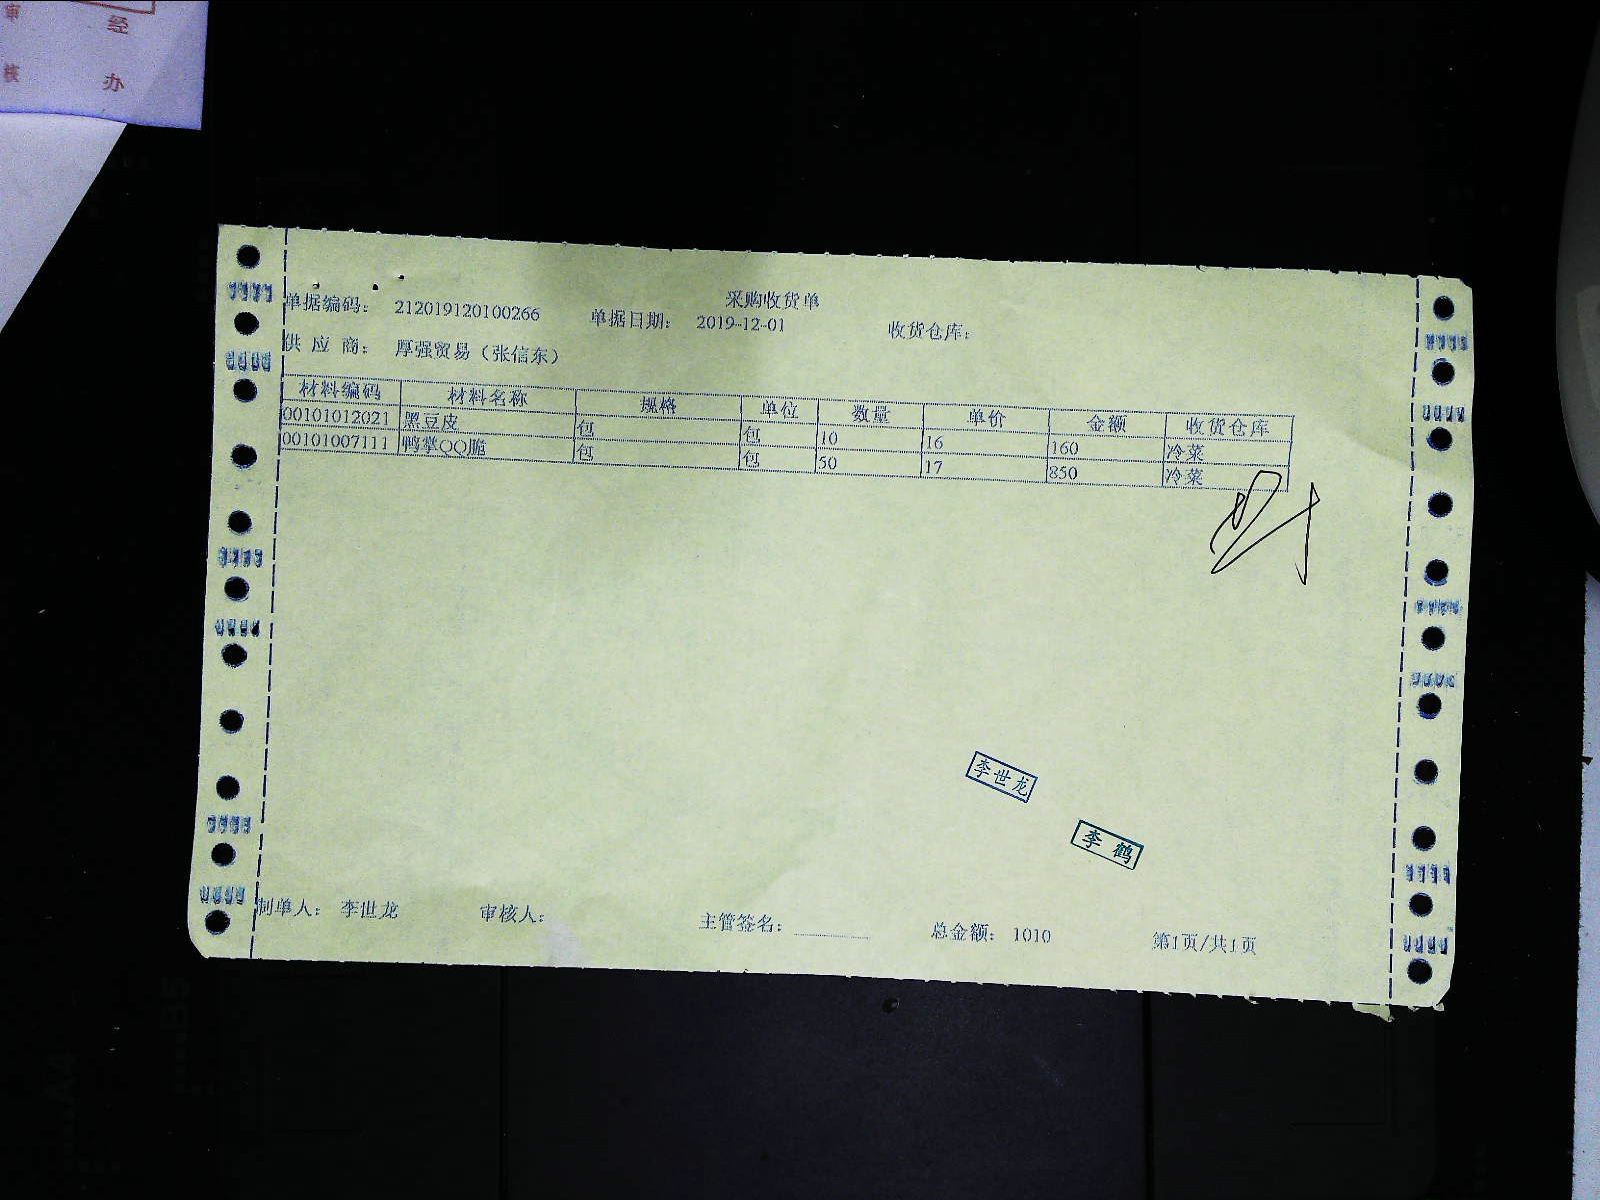 审 经
核 办
采购收货单
单据编码： 212019120100266 单据日期： 2019-12-01 收货仓库：
供 应 商： 厚强贸易（张信东）
材料编码 材料名称 规格 单位 数量 单价 金额 收货仓库
00101012021 黑豆皮 包 包 10 16 160 冷菜
00101007111 鸭掌QQ脆 包 包 50 17 850 冷菜
李世龙
李鹤
制单人： 李世龙 审核人： 主管签名： 总金额： 1010 第1页/共1页